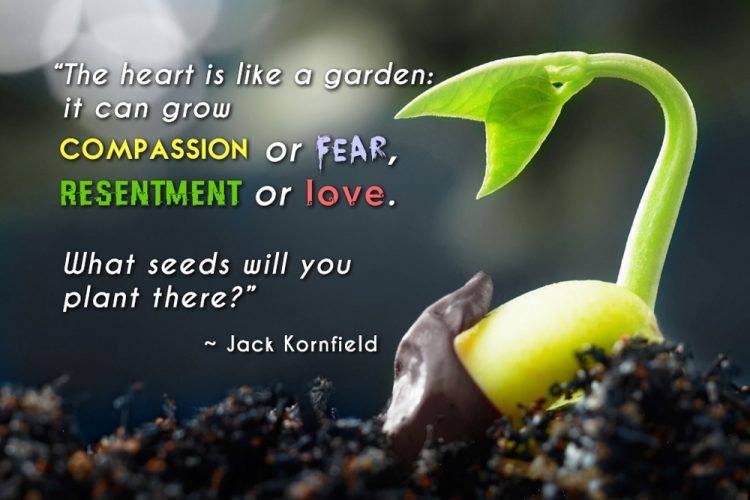 “The heart is like a garden:
it can grow
COMPASSION or FEAR,
RESENTMENT or love.
What seeds will you
plant there?”
~ Jack Kornfield